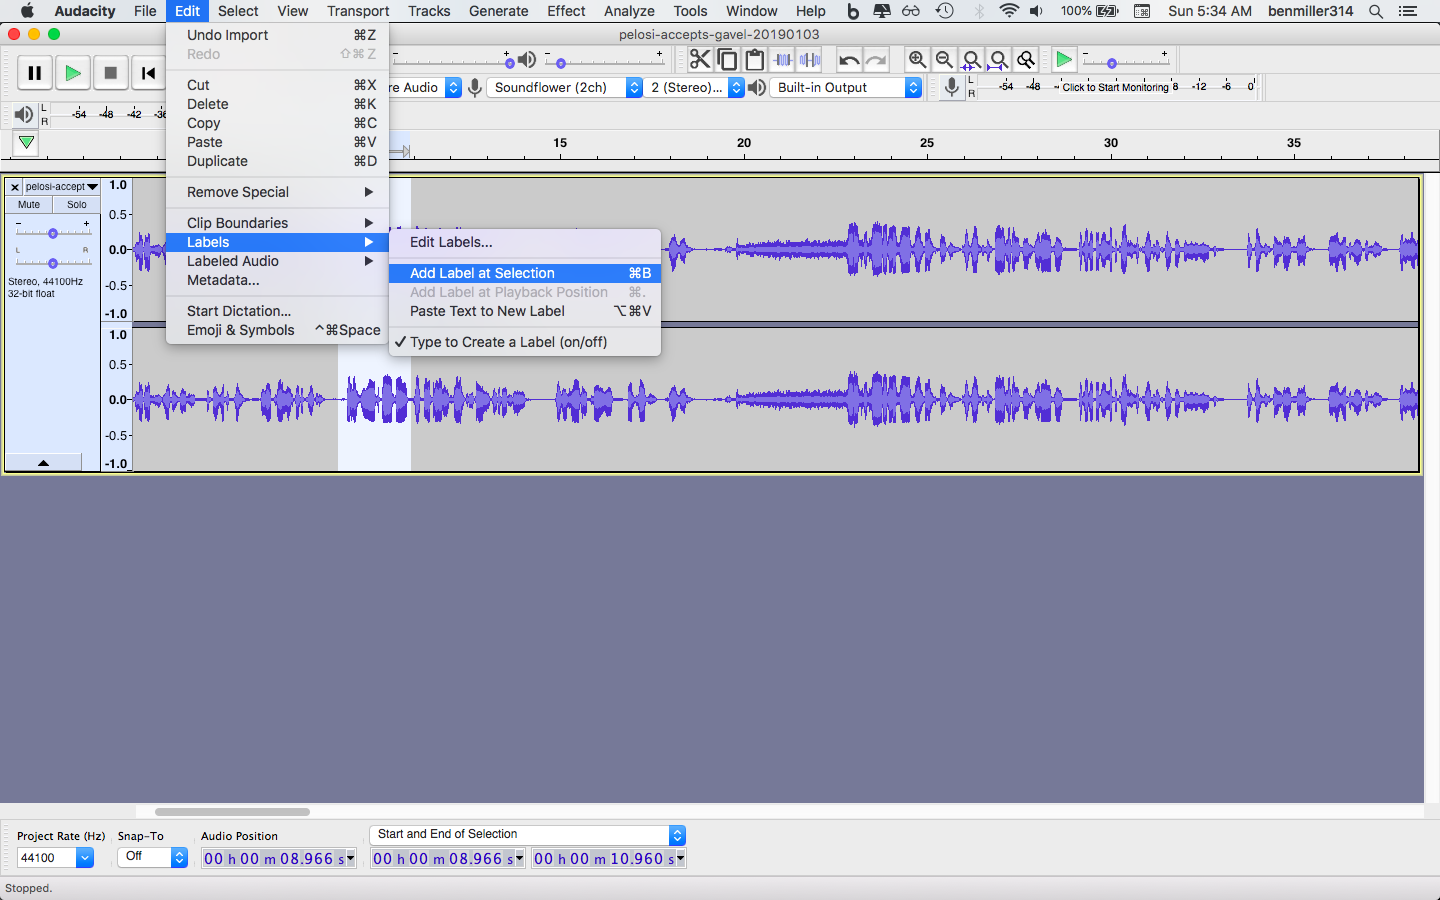 Audacity File Edit Select View Transport Tracks Generate Effect Analyze Tools Window Help 100% Sun 5:34 AM benmiller314
pelosi-accepts-gavel-20190103
Undo Import ⌘Z
Redo ⇧⌘Z
Cut ⌘X
Delete ⌘K
Copy ⌘C
Paste ⌘V
Duplicate ⌘D
Remove Special
Clip Boundaries
Labels
Labeled Audio
Metadata...
Start Dictation...
Emoji & Symbols ^⌘Space
Edit Labels...
Add Label at Selection ⌘B
Add Label at Playback Position ⌘.
Paste Text to New Label ⌥⌘V
✓ Type to Create a Label (on/off)
- + - + - +
re Audio Soundflower (2ch) 2 (Stereo)... Built-in Output
L
R
-54 -48 - Click to Start Monitoring 8 -12 -6 0
L
R
-54 -48 -42 -36
15 20 25 30 35
× pelosi-accept
Mute Solo
- +
L R
Stereo, 44100Hz
32-bit float
1.0
0.5-
0.0-
-0.5-
-1.0
1.0
0.5-
0.0-
-0.5-
-1.0
Project Rate (Hz) Snap-To Audio Position Start and End of Selection
44100 Off 00 h 00 m 08.966 s 00 h 00 m 08.966 s 00 h 00 m 10.960 s
Stopped.